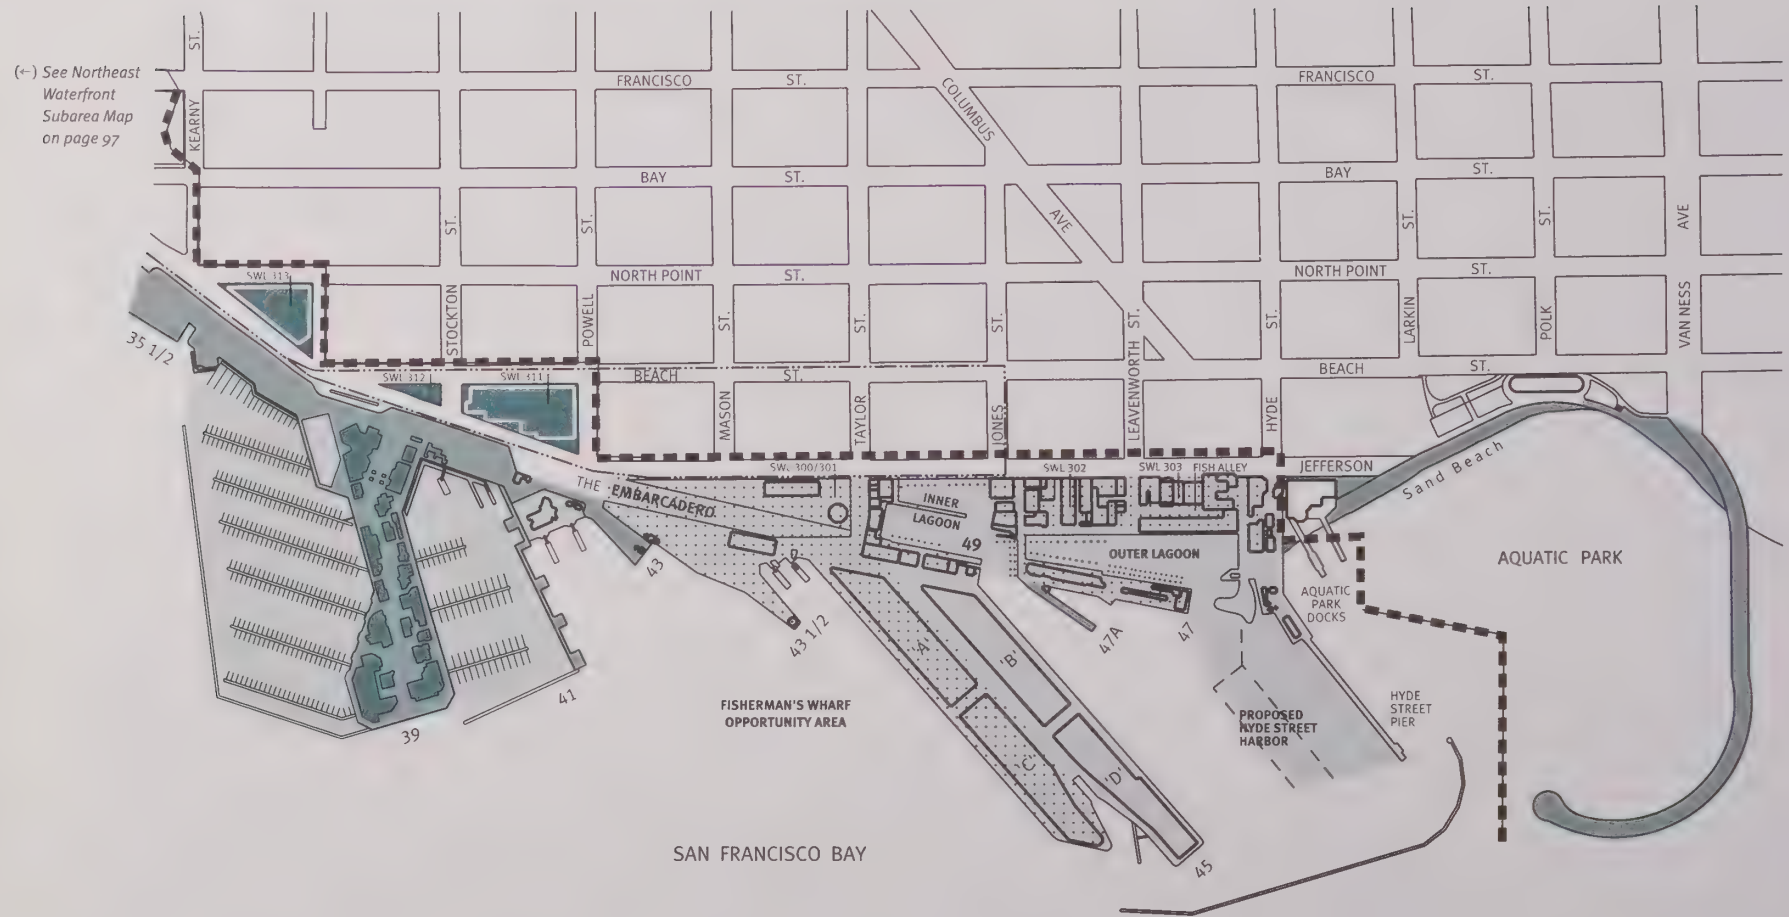 (←) See Northeast
Waterfront
Subarea Map
on page 97
ST.
KEARNY
FRANCISCO ST.
COLUMBUS
AVE
FRANCISCO ST.
BAY ST.
BAY ST.
ST.
ST.
ST.
ST.
AVE
NORTH POINT ST.
NORTH POINT ST.
SWL 313
STOCKTON
POWELL
ST.
ST.
ST.
LEAVENWORTH ST.
ST.
LARKIN
POLK
VAN NESS
35 1/2
SWL 312
SWL 311
BEACH ST.
BEACH ST.
MASON
TAYLOR
JONES
HYDE
SWL 300/301
SWL 302
SWL 303
FISH ALLEY
JEFFERSON
Sand Beach
THE EMBARCADERO
INNER
LAGOON
49
OUTER LAGOON
AQUATIC PARK
43
43 1/2
47A
47
AQUATIC
PARK
DOCKS
'A'
'B'
'C'
'D'
41
39
45
FISHERMAN'S WHARF
OPPORTUNITY AREA
PROPOSED
HYDE STREET
HARBOR
HYDE
STREET
PIER
SAN FRANCISCO BAY